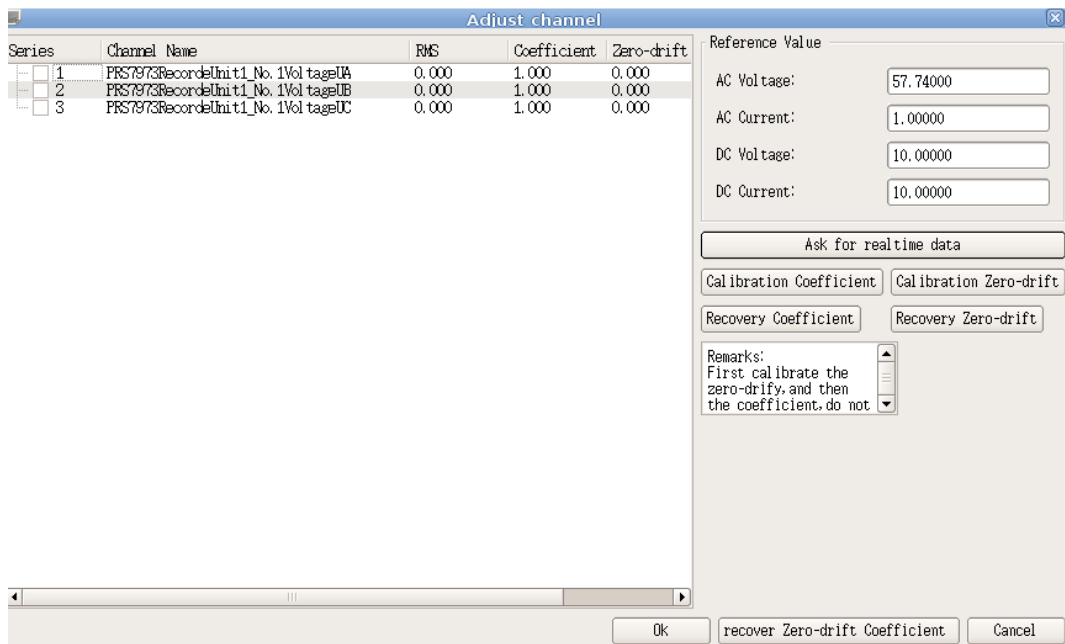 Adjust channel
Series Channel Name RMS Coefficient Zero-drift
1 PRS7973RecordeUnit1_No.1VoltageUA 0.000 1.000 0.000
2 PRS7973RecordeUnit1_No.1VoltageUB 0.000 1.000 0.000
3 PRS7973RecordeUnit1_No.1VoltageUC 0.000 1.000 0.000
Reference Value
AC Voltage: 57.74000
AC Current: 1.00000
DC Voltage: 10.00000
DC Current: 10.00000
Ask for realtime data
Calibration Coefficient Calibration Zero-drift
Recovery Coefficient Recovery Zero-drift
Remarks:
First calibrate the
zero-drify,and then
the coefficient,do not
Ok recover Zero-drift Coefficient Cancel